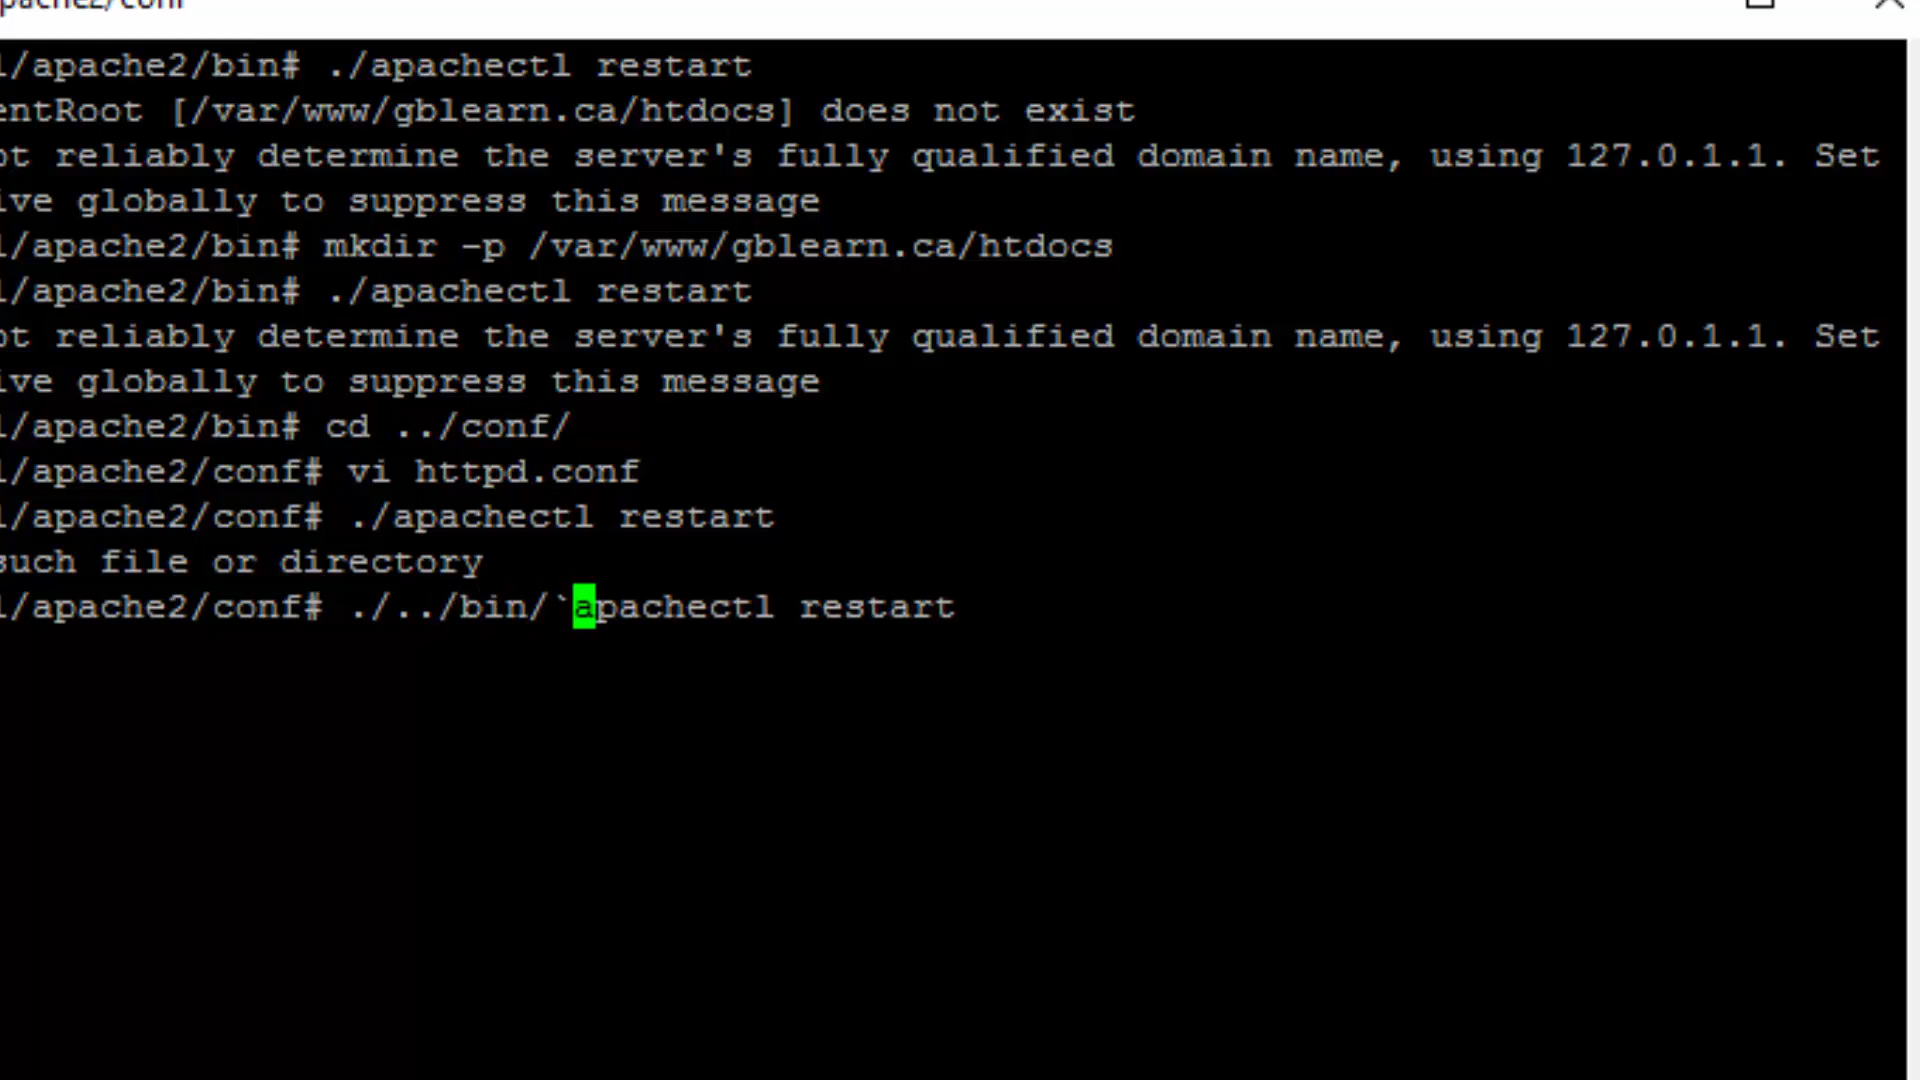 pache2/conf
l/apache2/bin# ./apachectl restart
entRoot [/var/www/gblearn.ca/htdocs] does not exist
ot reliably determine the server's fully qualified domain name, using 127.0.1.1. Set
ive globally to suppress this message
l/apache2/bin# mkdir -p /var/www/gblearn.ca/htdocs
l/apache2/bin# ./apachectl restart
ot reliably determine the server's fully qualified domain name, using 127.0.1.1. Set
ive globally to suppress this message
l/apache2/bin# cd ../conf/
l/apache2/conf# vi httpd.conf
l/apache2/conf# ./apachectl restart
such file or directory
l/apache2/conf# ./../bin/`apachectl restart